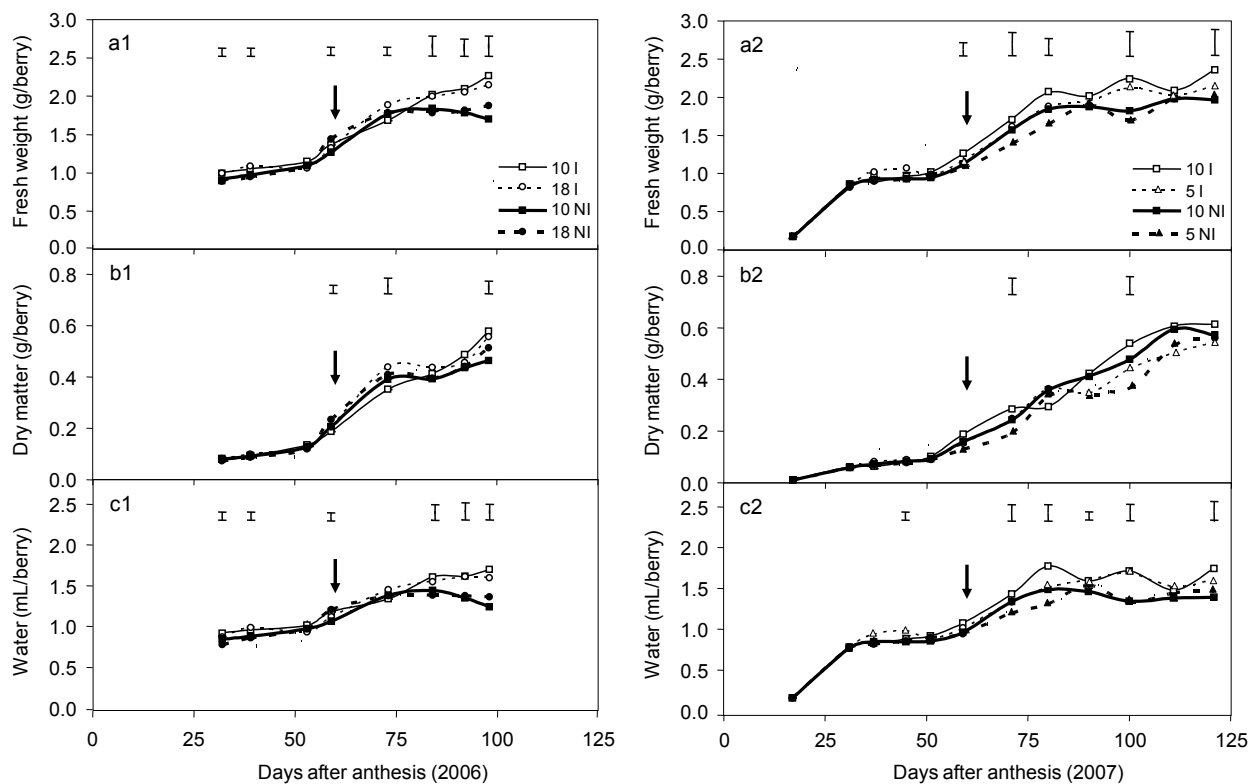 Fresh weight (g/berry)
3.0
2.5
2.0
1.5
1.0
0.5
0.0
a1
10 I
18 I
10 NI
18 NI
Fresh weight (g/berry)
3.0
2.5
2.0
1.5
1.0
0.5
0.0
a2
10 I
5 I
10 NI
5 NI
Dry matter (g/berry)
0.8
0.6
0.4
0.2
0.0
b1
Dry matter (g/berry)
0.8
0.6
0.4
0.2
0.0
b2
Water (mL/berry)
2.5
2.0
1.5
1.0
0.5
0.0
c1
0 25 50 75 100 125
Days after anthesis (2006)
Water (mL/berry)
2.5
2.0
1.5
1.0
0.5
0.0
c2
0 25 50 75 100 125
Days after anthesis (2007)